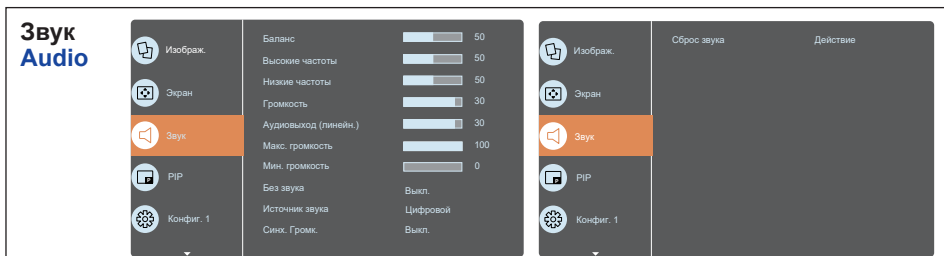 Звук
Audio
Изображ.
Экран
Звук
PIP
P
Конфиг. 1
Баланс 50
Высокие частоты 50
Низкие частоты 50
Громкость 30
Аудиовыход (линейн.) 30
Макс. громкость 100
Мин. громкость 0
Без звука Выкл.
Источник звука Цифровой
Синх. Громк. Выкл.
Изображ.
Экран
Звук
PIP
P
Конфиг. 1
Сброс звука Действие